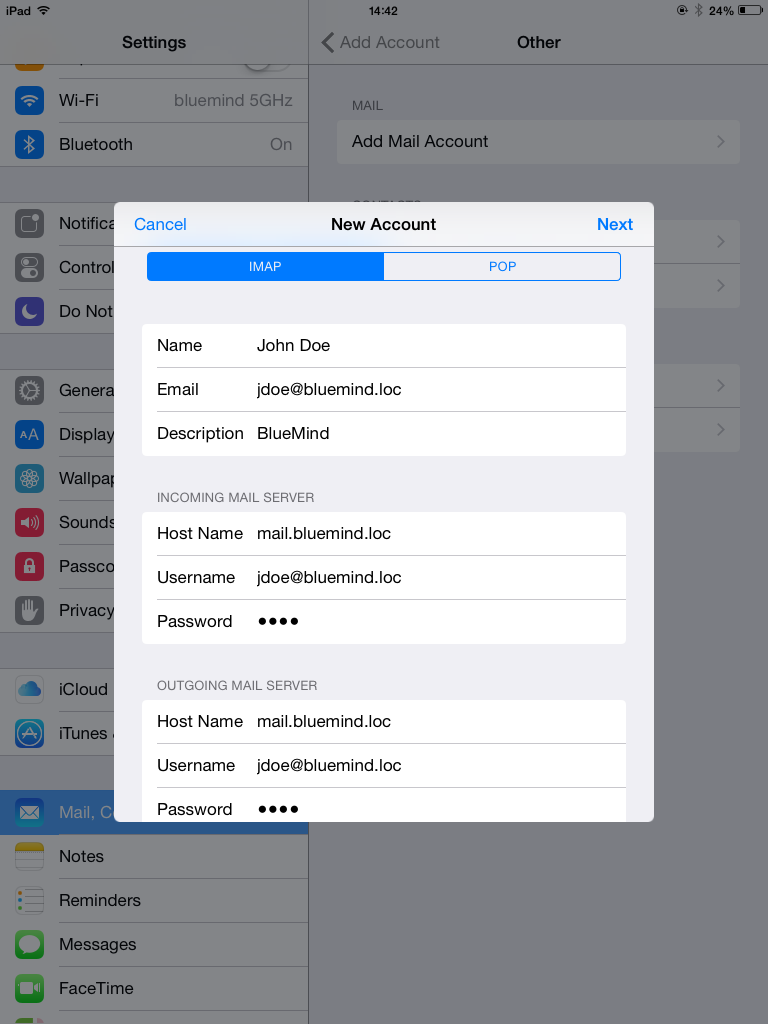 iPad 14:42 24%
Settings
Add Account Other
Wi-Fi bluemind 5GHz
Bluetooth On
Notifica
Control
Do Not
Genera
Display
AA
Wallpap
Sounds
Passco
Privacy
iCloud
iTunes
Mail, C
Notes
Reminders
Messages
FaceTime
MAIL
Add Mail Account
CONTACTS
Cancel New Account Next
IMAP POP
Name John Doe
Email jdoe@bluemind.loc
Description BlueMind
INCOMING MAIL SERVER
Host Name mail.bluemind.loc
Username jdoe@bluemind.loc
Password ●●●●
OUTGOING MAIL SERVER
Host Name mail.bluemind.loc
Username jdoe@bluemind.loc
Password ●●●●